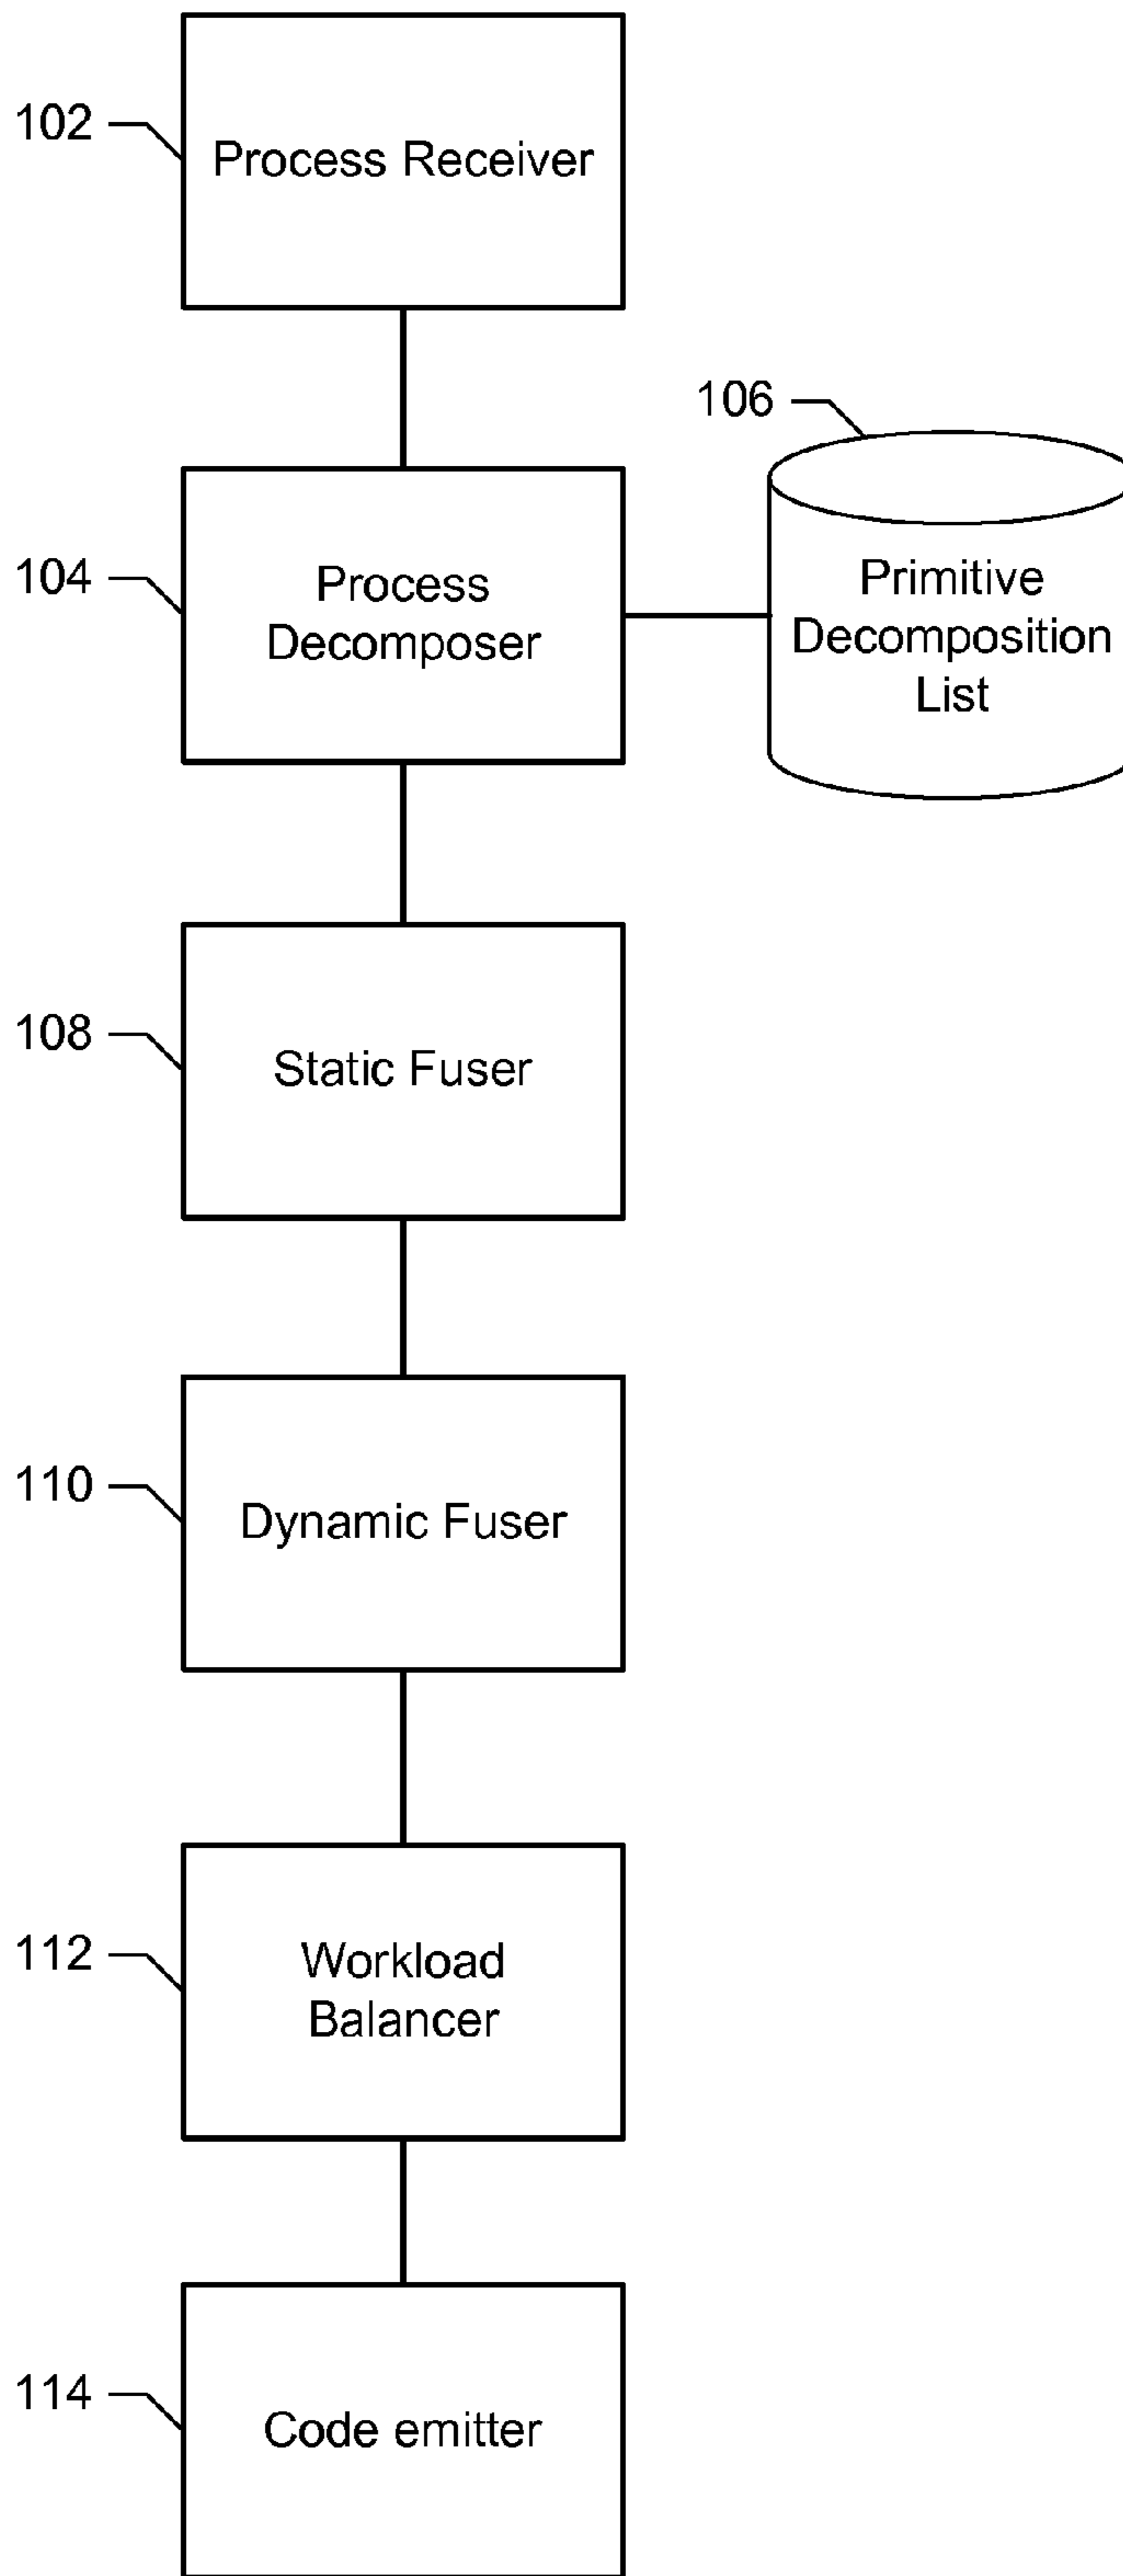 102
Process Receiver
106
104
Process
Decomposer
Primitive
Decomposition
List
108
Static Fuser
110
Dynamic Fuser
112
Workload
Balancer
114
Code emitter